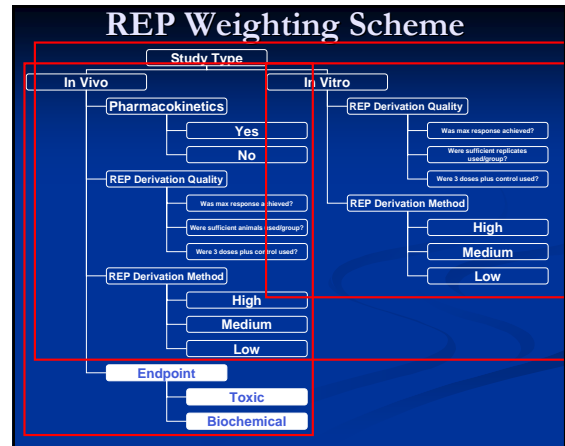 REP Weighting Scheme
Study Type
In Vivo
Pharmacokinetics
Yes
No
REP Derivation Quality
Was max response achieved?
Were sufficient animals used/group?
Were 3 doses plus control used?
REP Derivation Method
High
Medium
Low
Endpoint
Toxic
Biochemical
In Vitro
REP Derivation Quality
Was max response achieved?
Were sufficient replicates
used/group?
Were 3 doses plus control used?
REP Derivation Method
High
Medium
Low